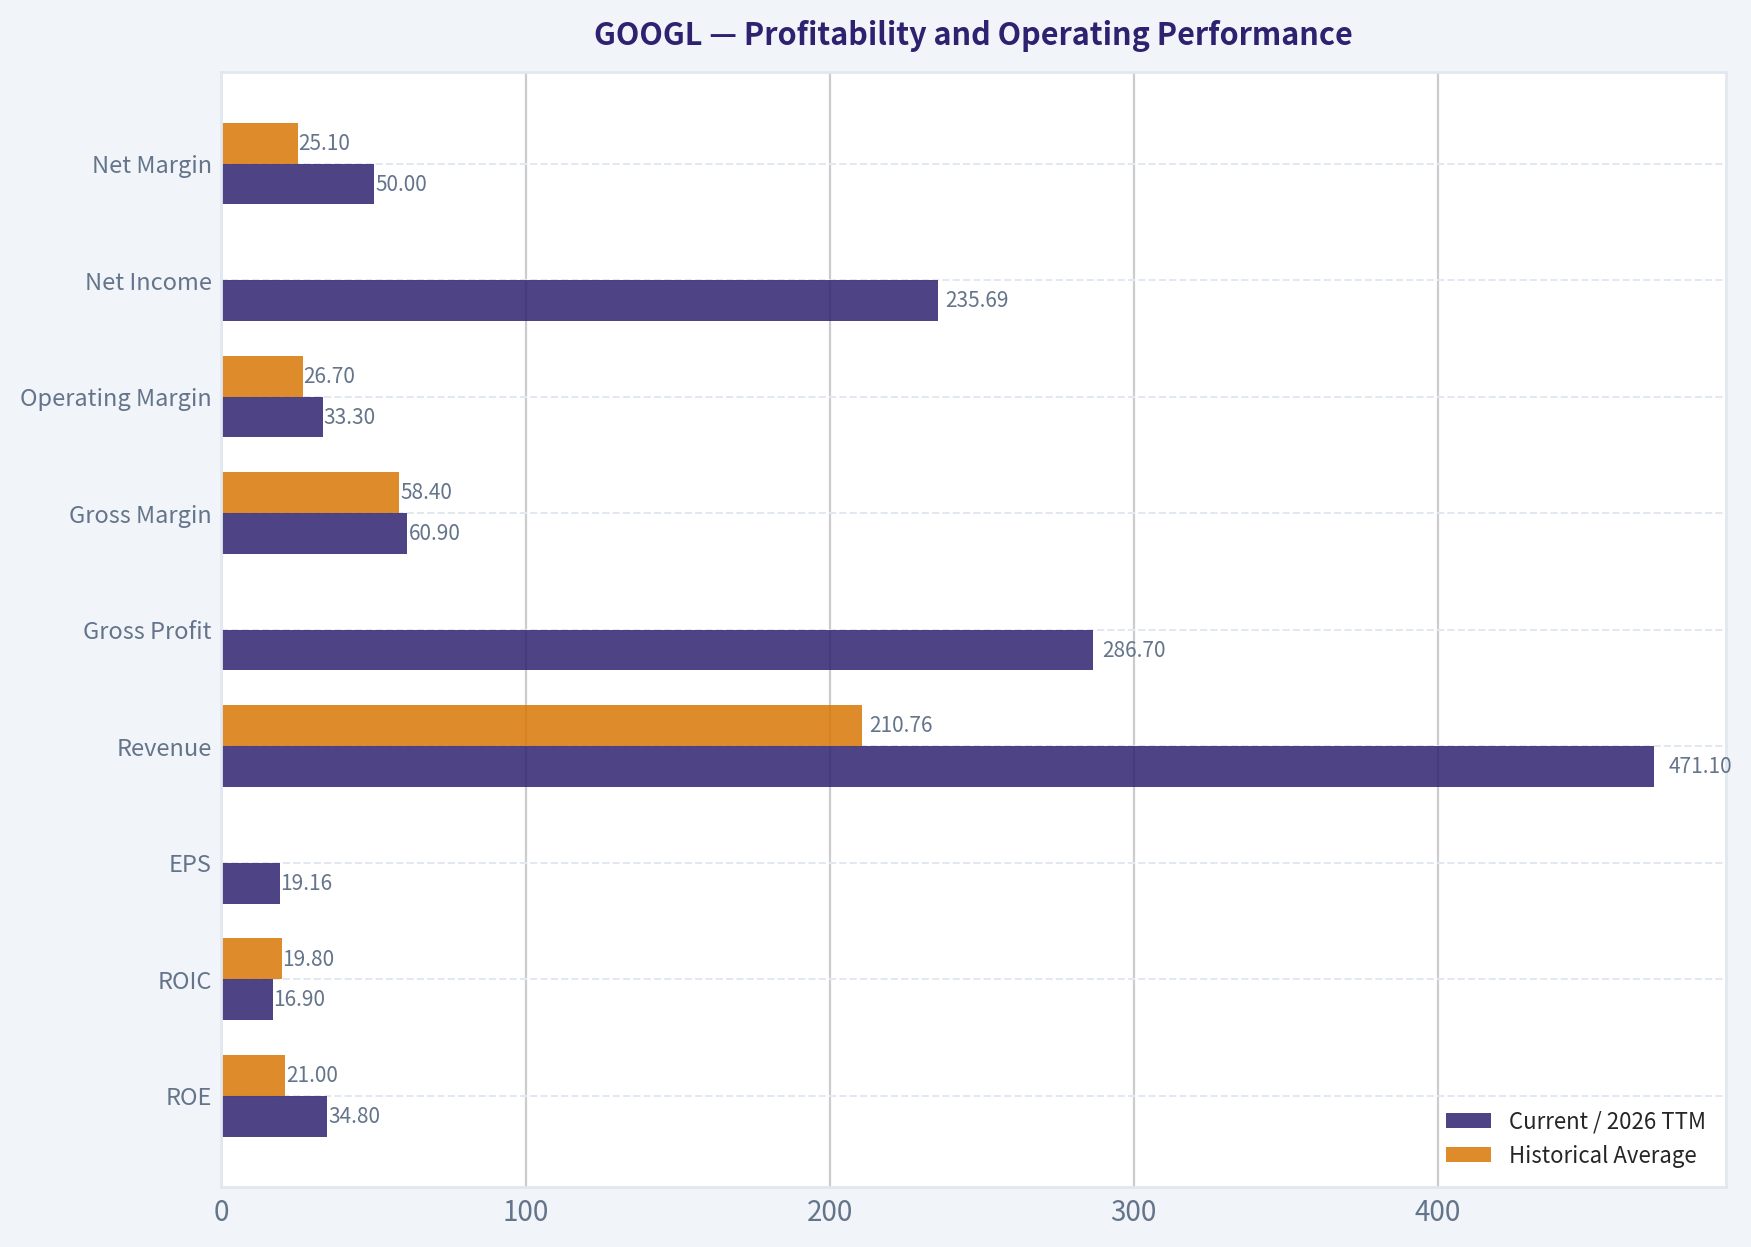 GOOGL — Profitability and Operating Performance
Net Margin
25.10
50.00
Net Income
235.69
Operating Margin
26.70
33.30
Gross Margin
58.40
60.90
Gross Profit
286.70
Revenue
210.76
471.10
EPS
19.16
ROIC
19.80
16.90
ROE
21.00
34.80
Current / 2026 TTM
Historical Average
0 100 200 300 400